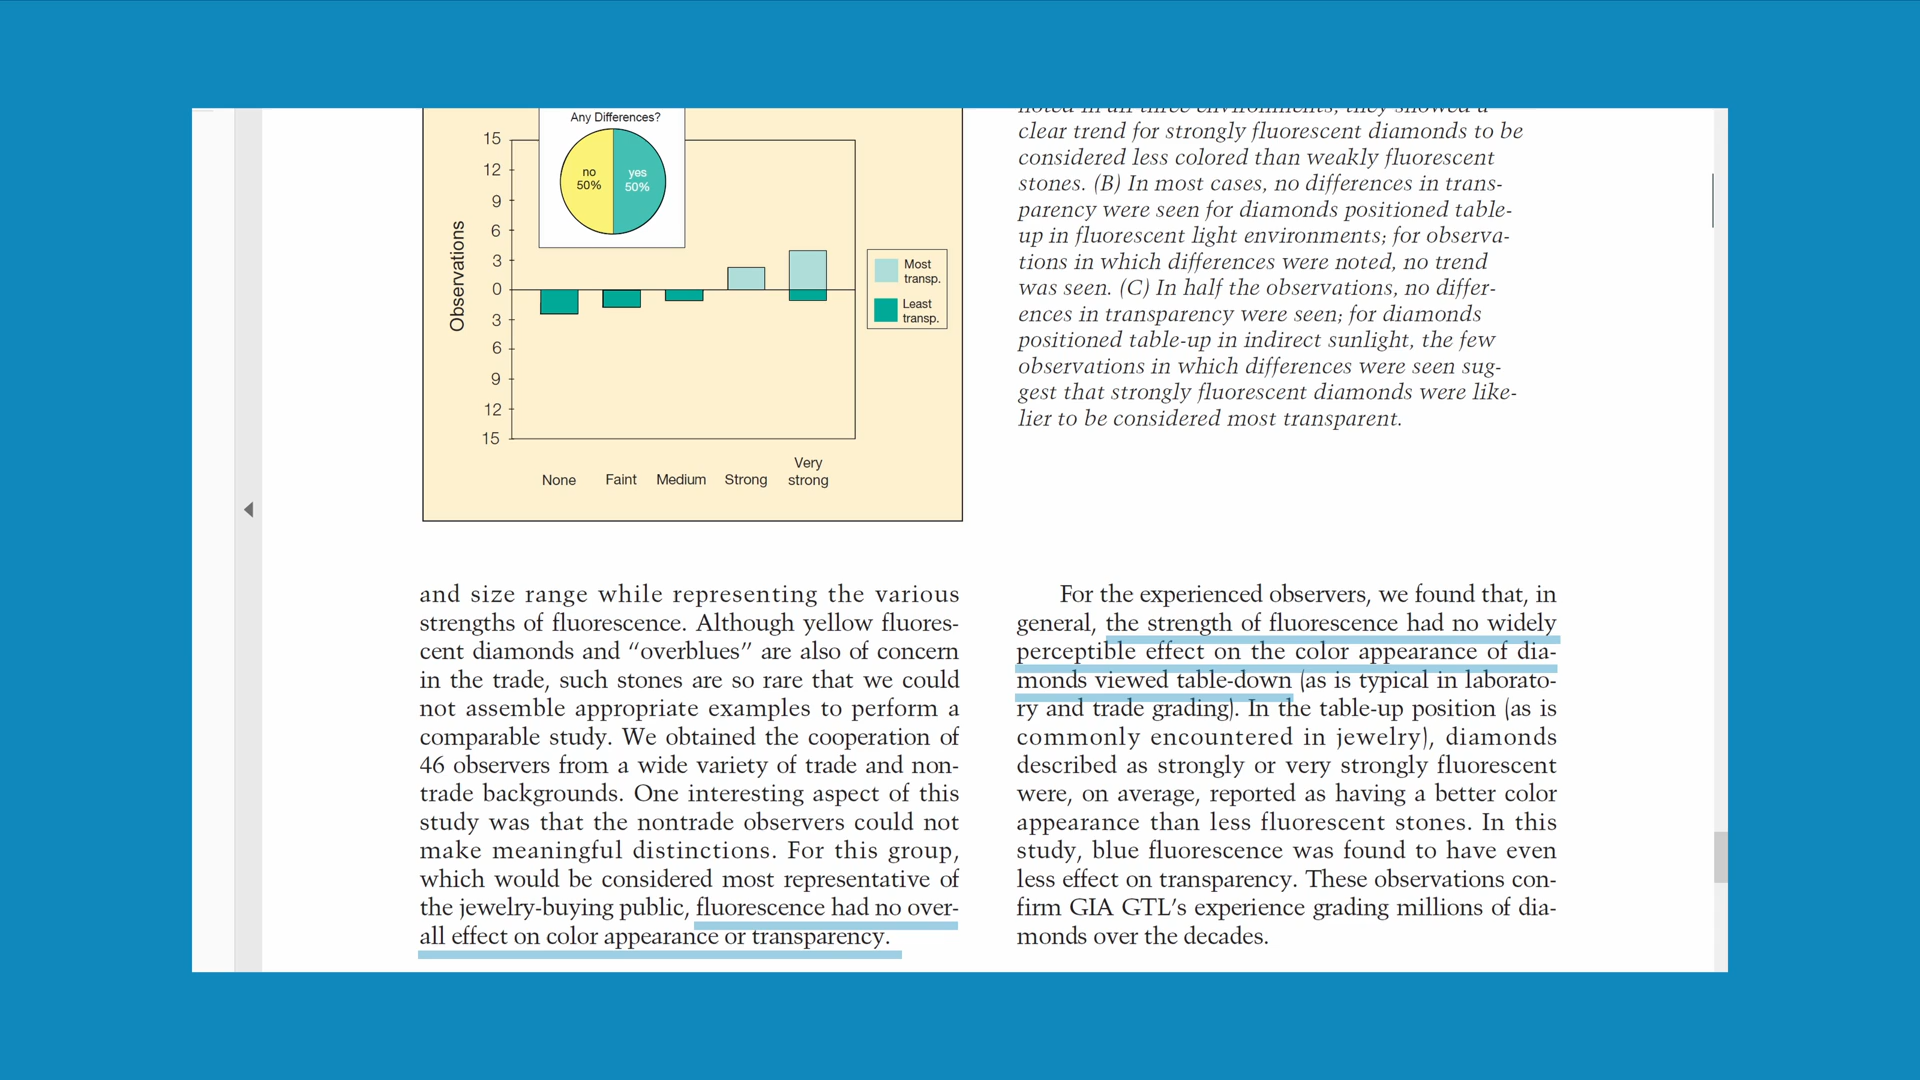 Any Differences?
no
50%
yes
50%
15
12
9
6
3
0
3
6
9
12
15
Observations
Most
transp.
Least
transp.
None
Faint
Medium
Strong
Very
strong
noted in all three environments, they showed a
clear trend for strongly fluorescent diamonds to be
considered less colored than weakly fluorescent
stones. (B) In most cases, no differences in trans-
parency were seen for diamonds positioned table-
up in fluorescent light environments; for observa-
tions in which differences were noted, no trend
was seen. (C) In half the observations, no differ-
ences in transparency were seen; for diamonds
positioned table-up in indirect sunlight, the few
observations in which differences were seen sug-
gest that strongly fluorescent diamonds were like-
lier to be considered most transparent.
and size range while representing the various
strengths of fluorescence. Although yellow fluores-
cent diamonds and “overblues” are also of concern
in the trade, such stones are so rare that we could
not assemble appropriate examples to perform a
comparable study. We obtained the cooperation of
46 observers from a wide variety of trade and non-
trade backgrounds. One interesting aspect of this
study was that the nontrade observers could not
make meaningful distinctions. For this group,
which would be considered most representative of
the jewelry-buying public, fluorescence had no over-
all effect on color appearance or transparency.
For the experienced observers, we found that, in
general, the strength of fluorescence had no widely
perceptible effect on the color appearance of dia-
monds viewed table-down (as is typical in laborato-
ry and trade grading). In the table-up position (as is
commonly encountered in jewelry), diamonds
described as strongly or very strongly fluorescent
were, on average, reported as having a better color
appearance than less fluorescent stones. In this
study, blue fluorescence was found to have even
less effect on transparency. These observations con-
firm GIA GTL’s experience grading millions of dia-
monds over the decades.